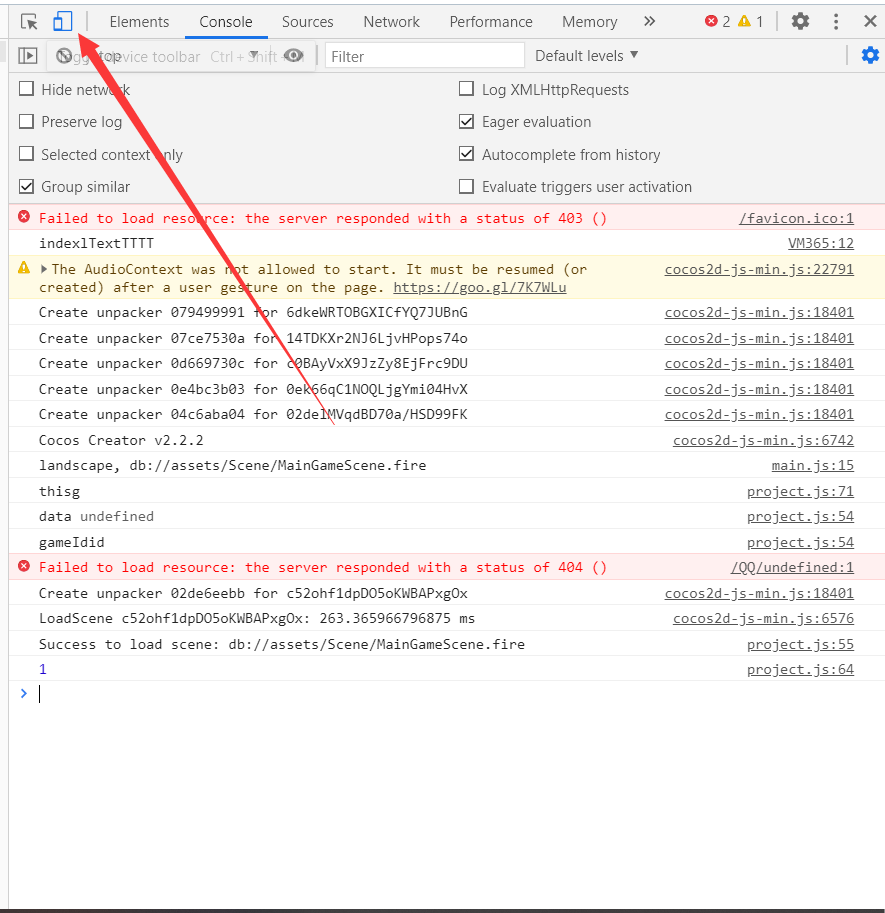 Elements Console Sources Network Performance Memory 2 1
Toggle device toolbar Ctrl + Shift + top Filter Default levels
Hide network Log XMLHttpRequests
Preserve log Eager evaluation
Selected context only Autocomplete from history
Group similar Evaluate triggers user activation
Failed to load resource: the server responded with a status of 403 () /favicon.ico:1
indexlTextTTTT VM365:12
The AudioContext was not allowed to start. It must be resumed (or cocos2d-js-min.js:22791
created) after a user gesture on the page. https://goo.gl/7K7WLu
Create unpacker 079499991 for 6dkeWRTOBGXICfYQ7JUBnG cocos2d-js-min.js:18401
Create unpacker 07ce7530a for 14TDKXr2NJ6LjvHPops74o cocos2d-js-min.js:18401
Create unpacker 0d669730c for c0BAyVxX9JzZy8EjFrc9DU cocos2d-js-min.js:18401
Create unpacker 0e4bc3b03 for 0ek66qC1NOQLjgYmi04HvX cocos2d-js-min.js:18401
Create unpacker 04c6aba04 for 02delMVqdBD70a/HSD99FK cocos2d-js-min.js:18401
Cocos Creator v2.2.2 cocos2d-js-min.js:6742
landscape, db://assets/Scene/MainGameScene.fire main.js:15
thisg project.js:71
data undefined project.js:54
gameIdid project.js:54
Failed to load resource: the server responded with a status of 404 () /QQ/undefined:1
Create unpacker 02de6eebb for c52ohf1dpDO5oKWBAPxgOx cocos2d-js-min.js:18401
LoadScene c52ohf1dpDO5oKWBAPxgOx: 263.365966796875 ms cocos2d-js-min.js:6576
Success to load scene: db://assets/Scene/MainGameScene.fire project.js:55
1 project.js:64